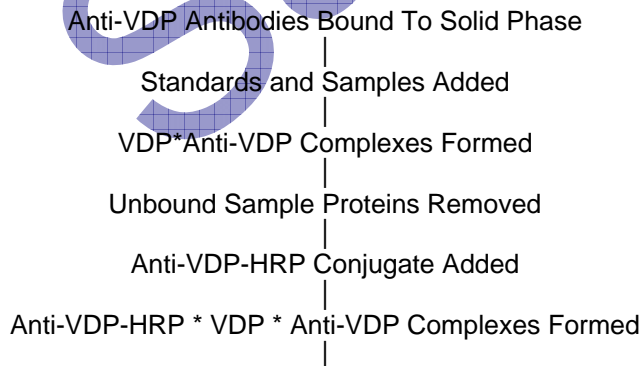 Anti-VDP Antibodies Bound To Solid Phase
Standards and Samples Added
VDP*Anti-VDP Complexes Formed
Unbound Sample Proteins Removed
Anti-VDP-HRP Conjugate Added
Anti-VDP-HRP * VDP * Anti-VDP Complexes Formed